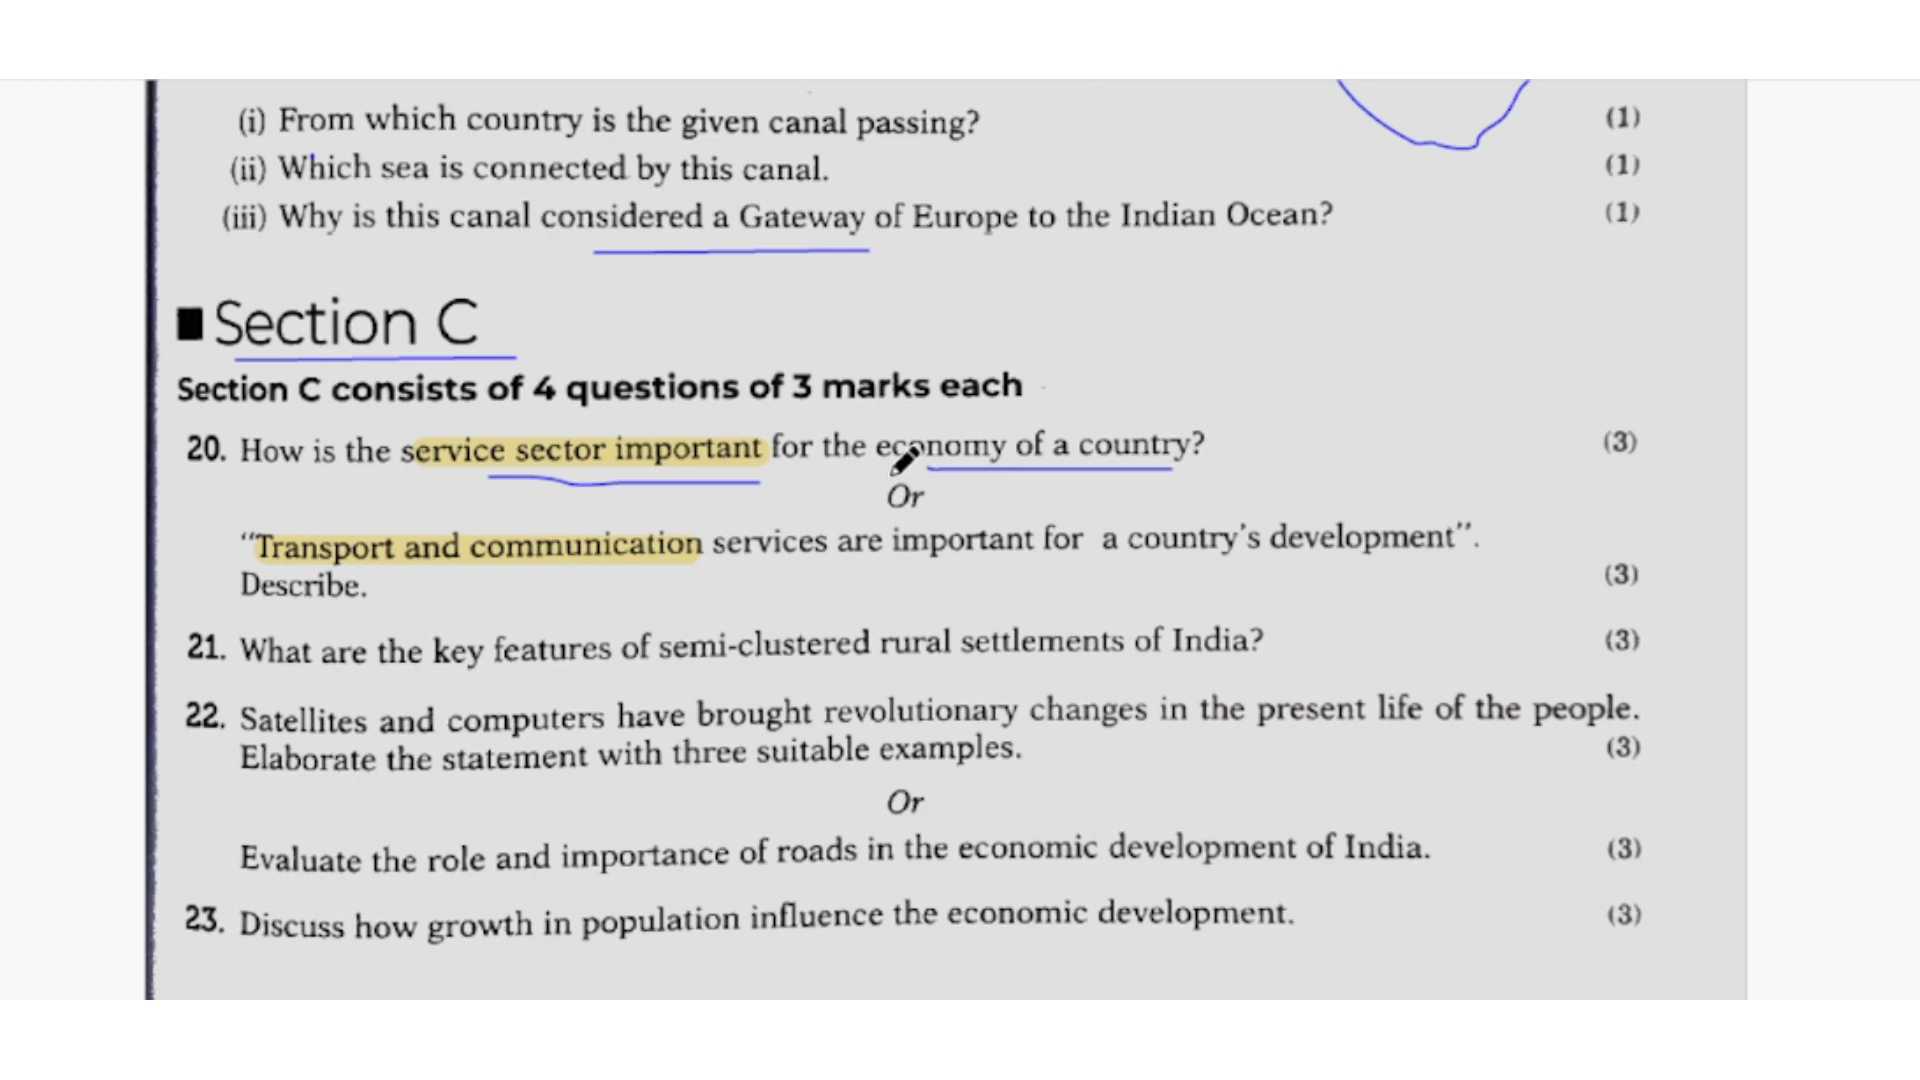 (i) From which country is the given canal passing? (1)
(ii) Which sea is connected by this canal. (1)
(iii) Why is this canal considered a Gateway of Europe to the Indian Ocean? (1)
Section C
Section C consists of 4 questions of 3 marks each
20. How is the service sector important for the economy of a country? (3)
Or
"Transport and communication services are important for a country's development".
Describe. (3)
21. What are the key features of semi-clustered rural settlements of India? (3)
22. Satellites and computers have brought revolutionary changes in the present life of the people.
Elaborate the statement with three suitable examples. (3)
Or
Evaluate the role and importance of roads in the economic development of India. (3)
23. Discuss how growth in population influence the economic development. (3)